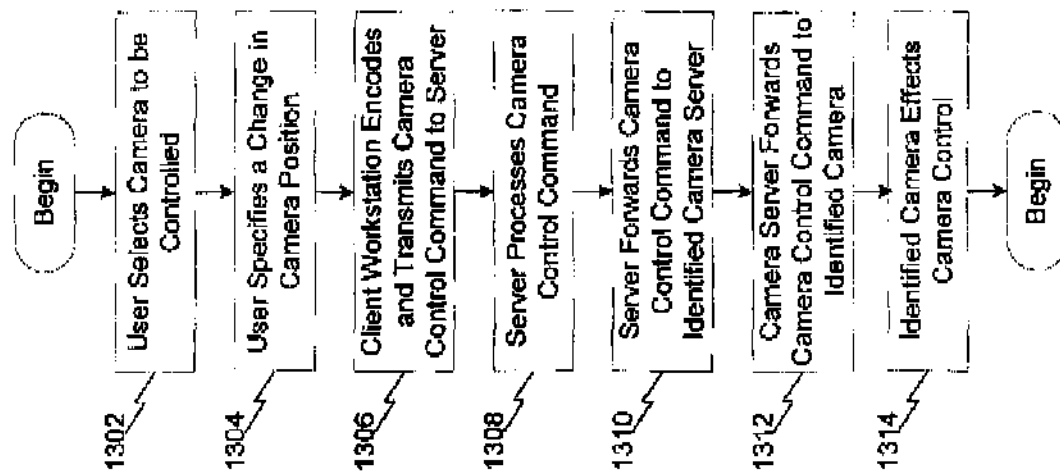 Begin
1302
User Selects Camera to be
Controlled
1304
User Specifies a Change in
Camera Position
1306
Client Workstation Encodes
and Transmits Camera
Control Command to Server
1308
Server Processes Camera
Control Command
1310
Server Forwards Camera
Control Command to
Identified Camera Server
1312
Camera Server Forwards
Camera Control Command to
Identified Camera
1314
Identified Camera Effects
Camera Control
Begin